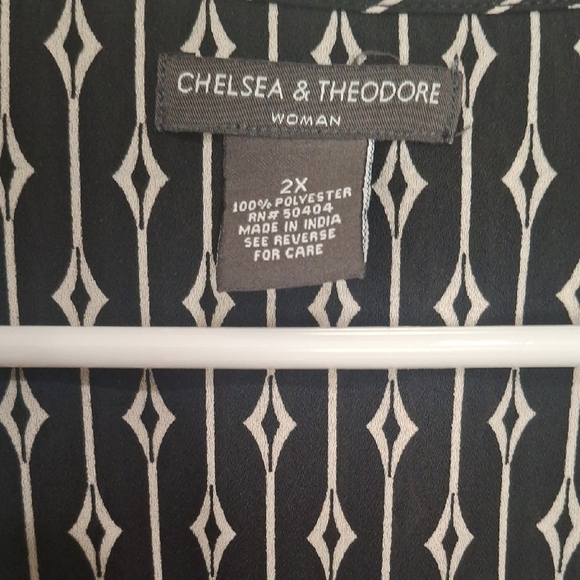 CHELSEA & THEODORE
WOMAN
2X
100% POLYESTER
RN# 50404
MADE IN INDIA
SEE REVERSE
FOR CARE